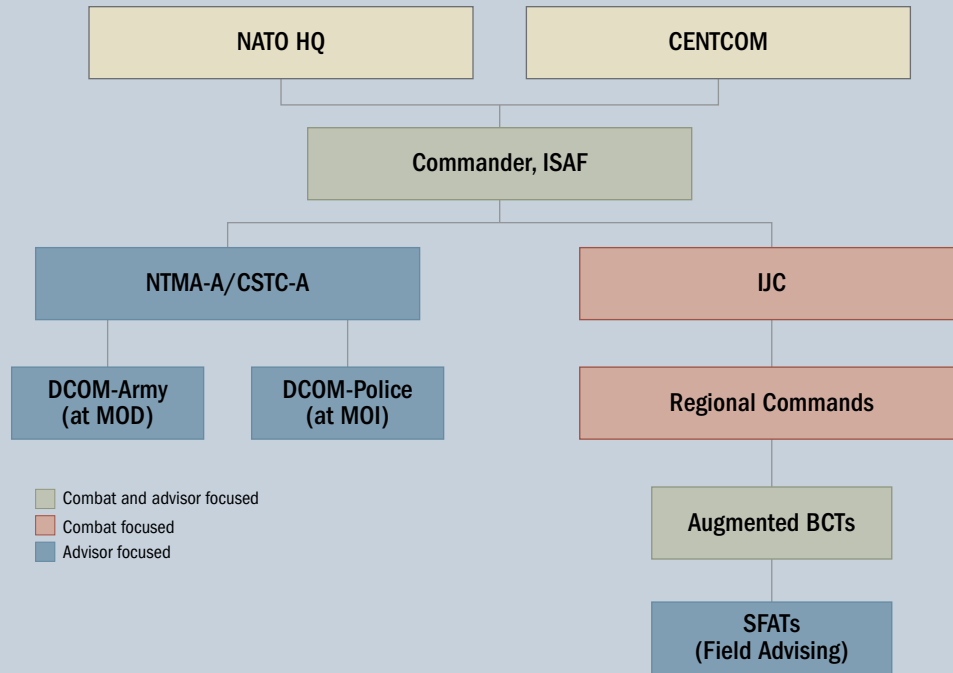 NATO HQ
CENTCOM
Commander, ISAF
NTMA-A/CSTC-A
IJC
DCOM-Army
(at MOD)
DCOM-Police
(at MOI)
Regional Commands
Combat and advisor focused
Combat focused
Advisor focused
Augmented BCTs
SFATs
(Field Advising)